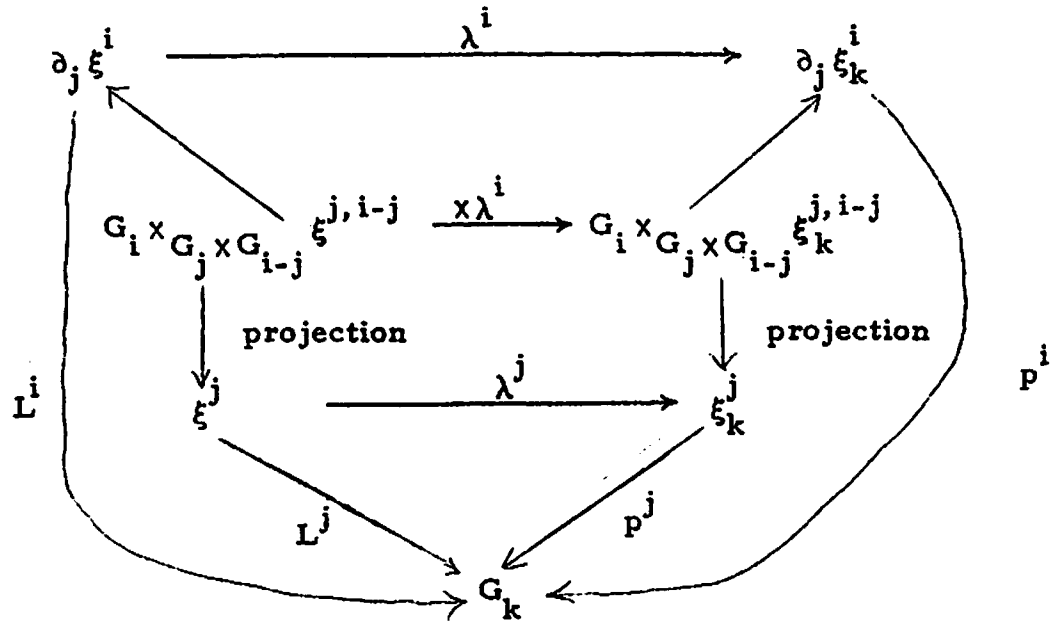 λ^i
∂_j ξ^i ∂_j ξ_k^i
G_i ×_{G_j × G_{i-j}} ξ^{j, i-j} ×λ^i G_i ×_{G_j × G_{i-j}} ξ_k^{j, i-j}
projection projection
L^i p^i
ξ^j λ^j ξ_k^j
L^j p^j
G_k